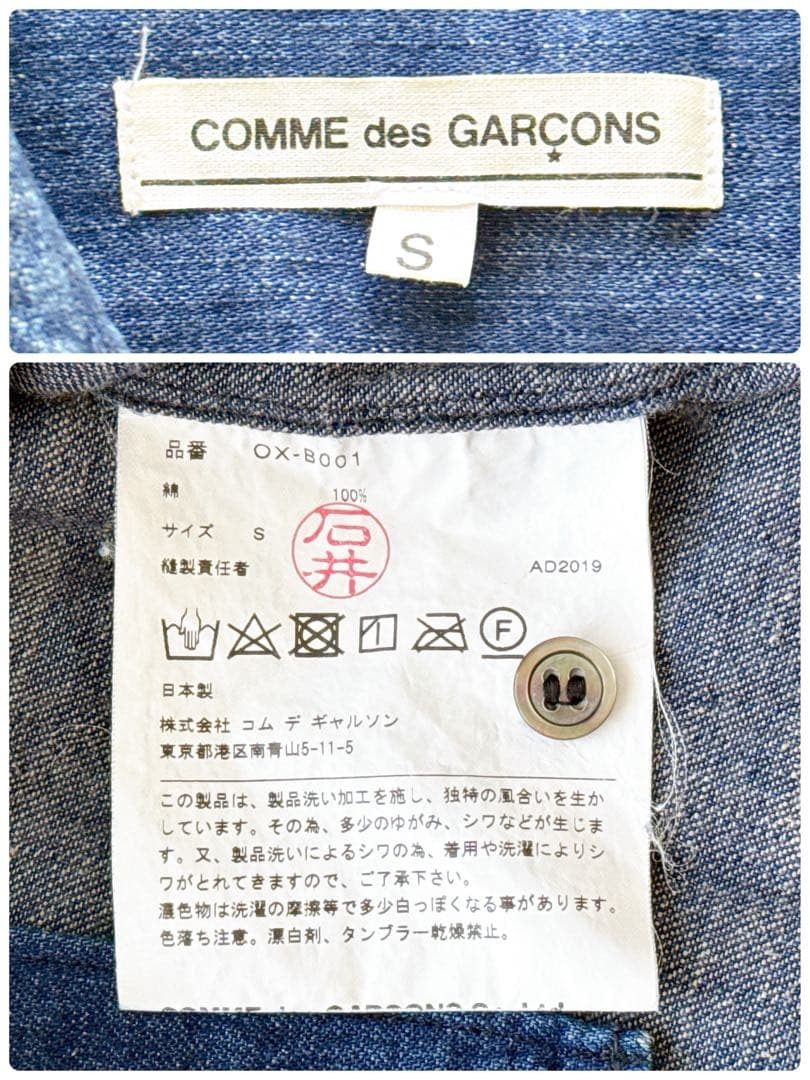 COMME des GARÇONS
S
品番 OX-B001
綿 100%
サイズ S
石井
縫製責任者 AD2019
F
日本製
株式会社 コム デ ギャルソン
東京都港区南青山5-11-5
この製品は、製品洗い加工を施し、独特の風合いを生か
しています。その為、多少のゆがみ、シワなどが生じま
す。又、製品洗いによるシワの為、着用や洗濯によりシ
ワがとれてきますので、ご了承下さい。
濃色物は洗濯の摩擦等で多少白っぽくなる事があります。
色落ち注意。漂白剤、タンブラー乾燥禁止。
COMME des GARCONS Co., Ltd.